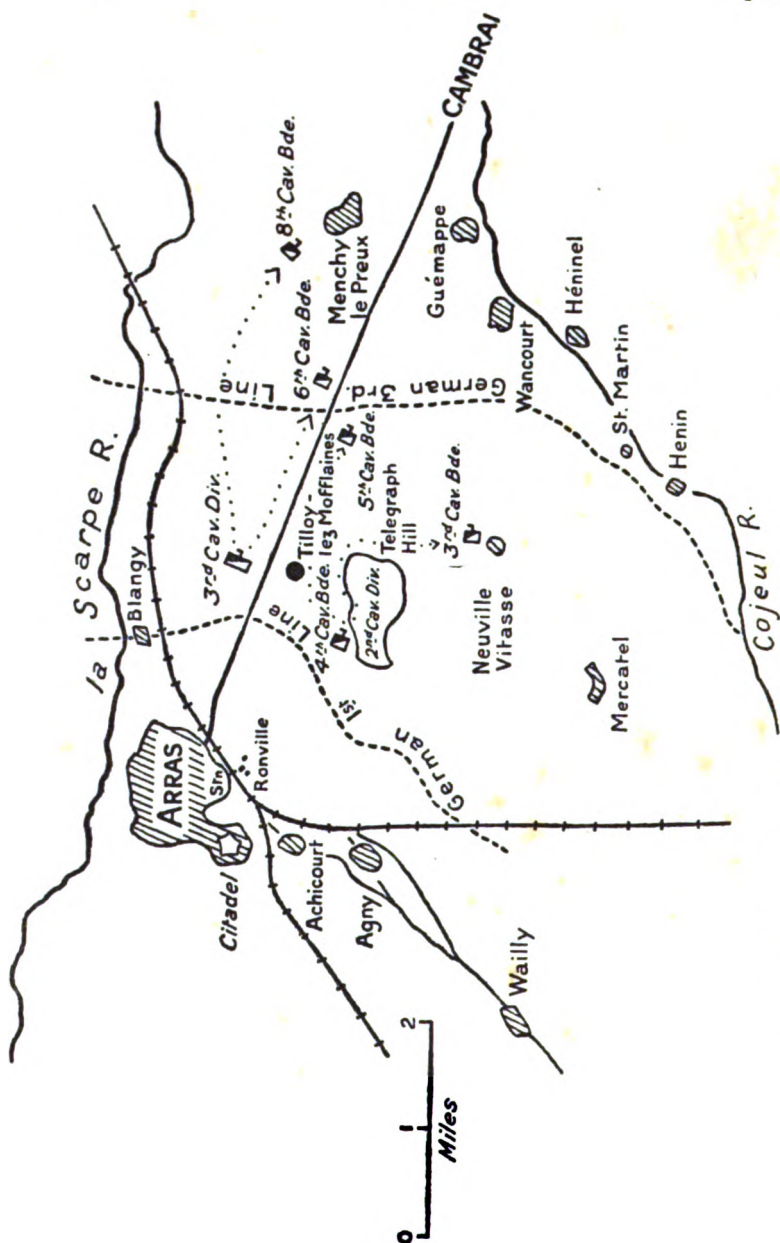 la Scarpe R.
Blangy
ARRAS
Stn
Citadel
Ronville
Achicourt
Agny
Wailly
3rd Cav. Div.
8th Cav. Bde.
6th Cav. Bde.
Menchy
le Preux
CAMBRAI
Tilloy-
lez Mofflaines
4th Cav. Bde.
5th Cav. Bde.
2nd Cav. Div.
Telegraph
Hill
3rd Cav. Bde.
Neuville
Vitasse
Mercatel
German 1st Line
German 3rd. Line
Guémappe
Wancourt
Héninel
St. Martin
Henin
Cojeul R.
0 1 2
Miles